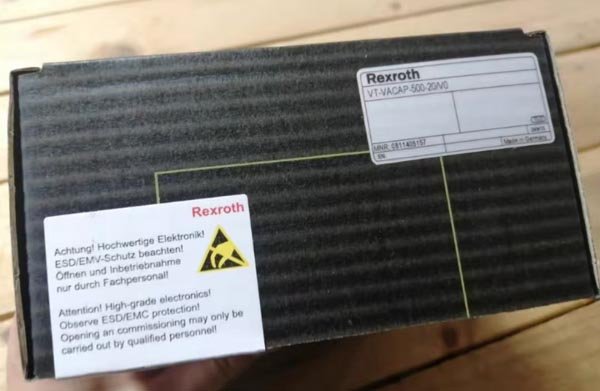 Rexroth
VT-VACAP-500-20/V0
MNR: 0811405157
SN:
Made in Germany
Rexroth
Achtung! Hochwertige Elektronik!
ESD/EMV-Schutz beachten!
Öffnen und Inbetriebnahme
nur durch Fachpersonal!
Attention! High-grade electronics!
Observe ESD/EMC protection!
Opening an commissioning may only be
carried out by qualified personnel!